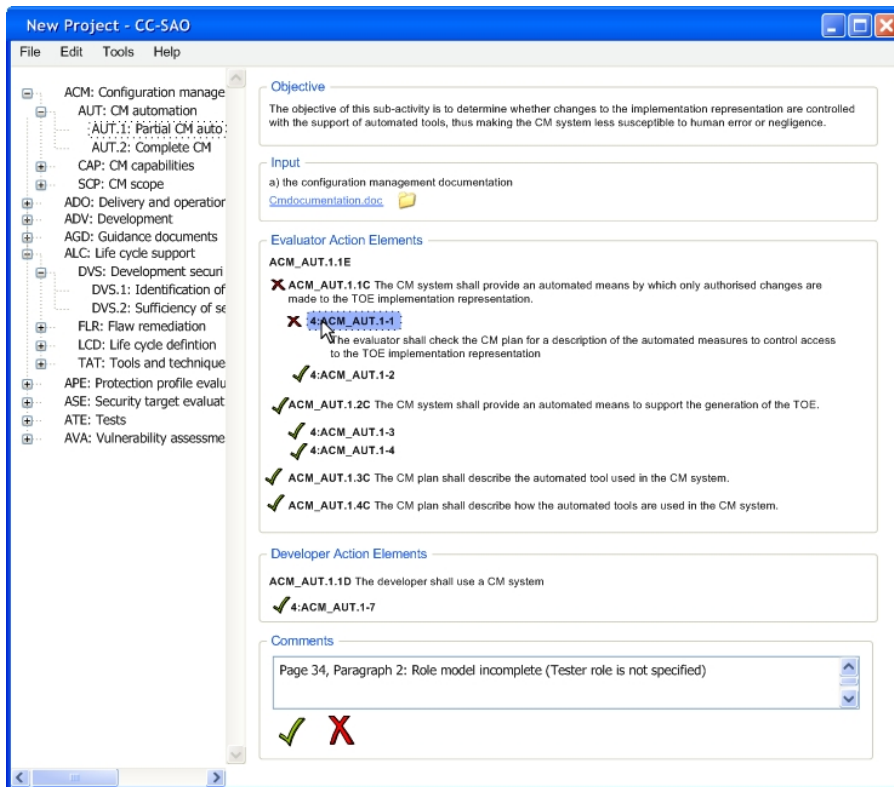 New Project - CC-SAO
File Edit Tools Help
ACM: Configuration manage
AUT: CM automation
AUT.1: Partial CM auto
AUT.2: Complete CM
CAP: CM capabilities
SCP: CM scope
ADO: Delivery and operation
ADV: Development
AGD: Guidance documents
ALC: Life cycle support
DVS: Development securi
DVS.1: Identification of
DVS.2: Sufficiency of se
FLR: Flaw remediation
LCD: Life cycle defintion
TAT: Tools and technique
APE: Protection profile evalu
ASE: Security target evaluat
ATE: Tests
AVA: Vulnerability assessme
Objective
The objective of this sub-activity is to determine whether changes to the implementation representation are controlled
with the support of automated tools, thus making the CM system less susceptible to human error or negligence.
Input
a) the configuration management documentation
Cmdocumentation.doc
Evaluator Action Elements
ACM_AUT.1.1E
ACM_AUT.1.1C The CM system shall provide an automated means by which only authorised changes are
made to the TOE implementation representation.
4:ACM_AUT.1-1
The evaluator shall check the CM plan for a description of the automated measures to control access
to the TOE implementation representation
4:ACM_AUT.1-2
ACM_AUT.1.2C The CM system shall provide an automated means to support the generation of the TOE.
4:ACM_AUT.1-3
4:ACM_AUT.1-4
ACM_AUT.1.3C The CM plan shall describe the automated tool used in the CM system.
ACM_AUT.1.4C The CM plan shall describe how the automated tools are used in the CM system.
Developer Action Elements
ACM_AUT.1.1D The developer shall use a CM system
4:ACM_AUT.1-7
Comments
Page 34, Paragraph 2: Role model incomplete (Tester role is not specified)